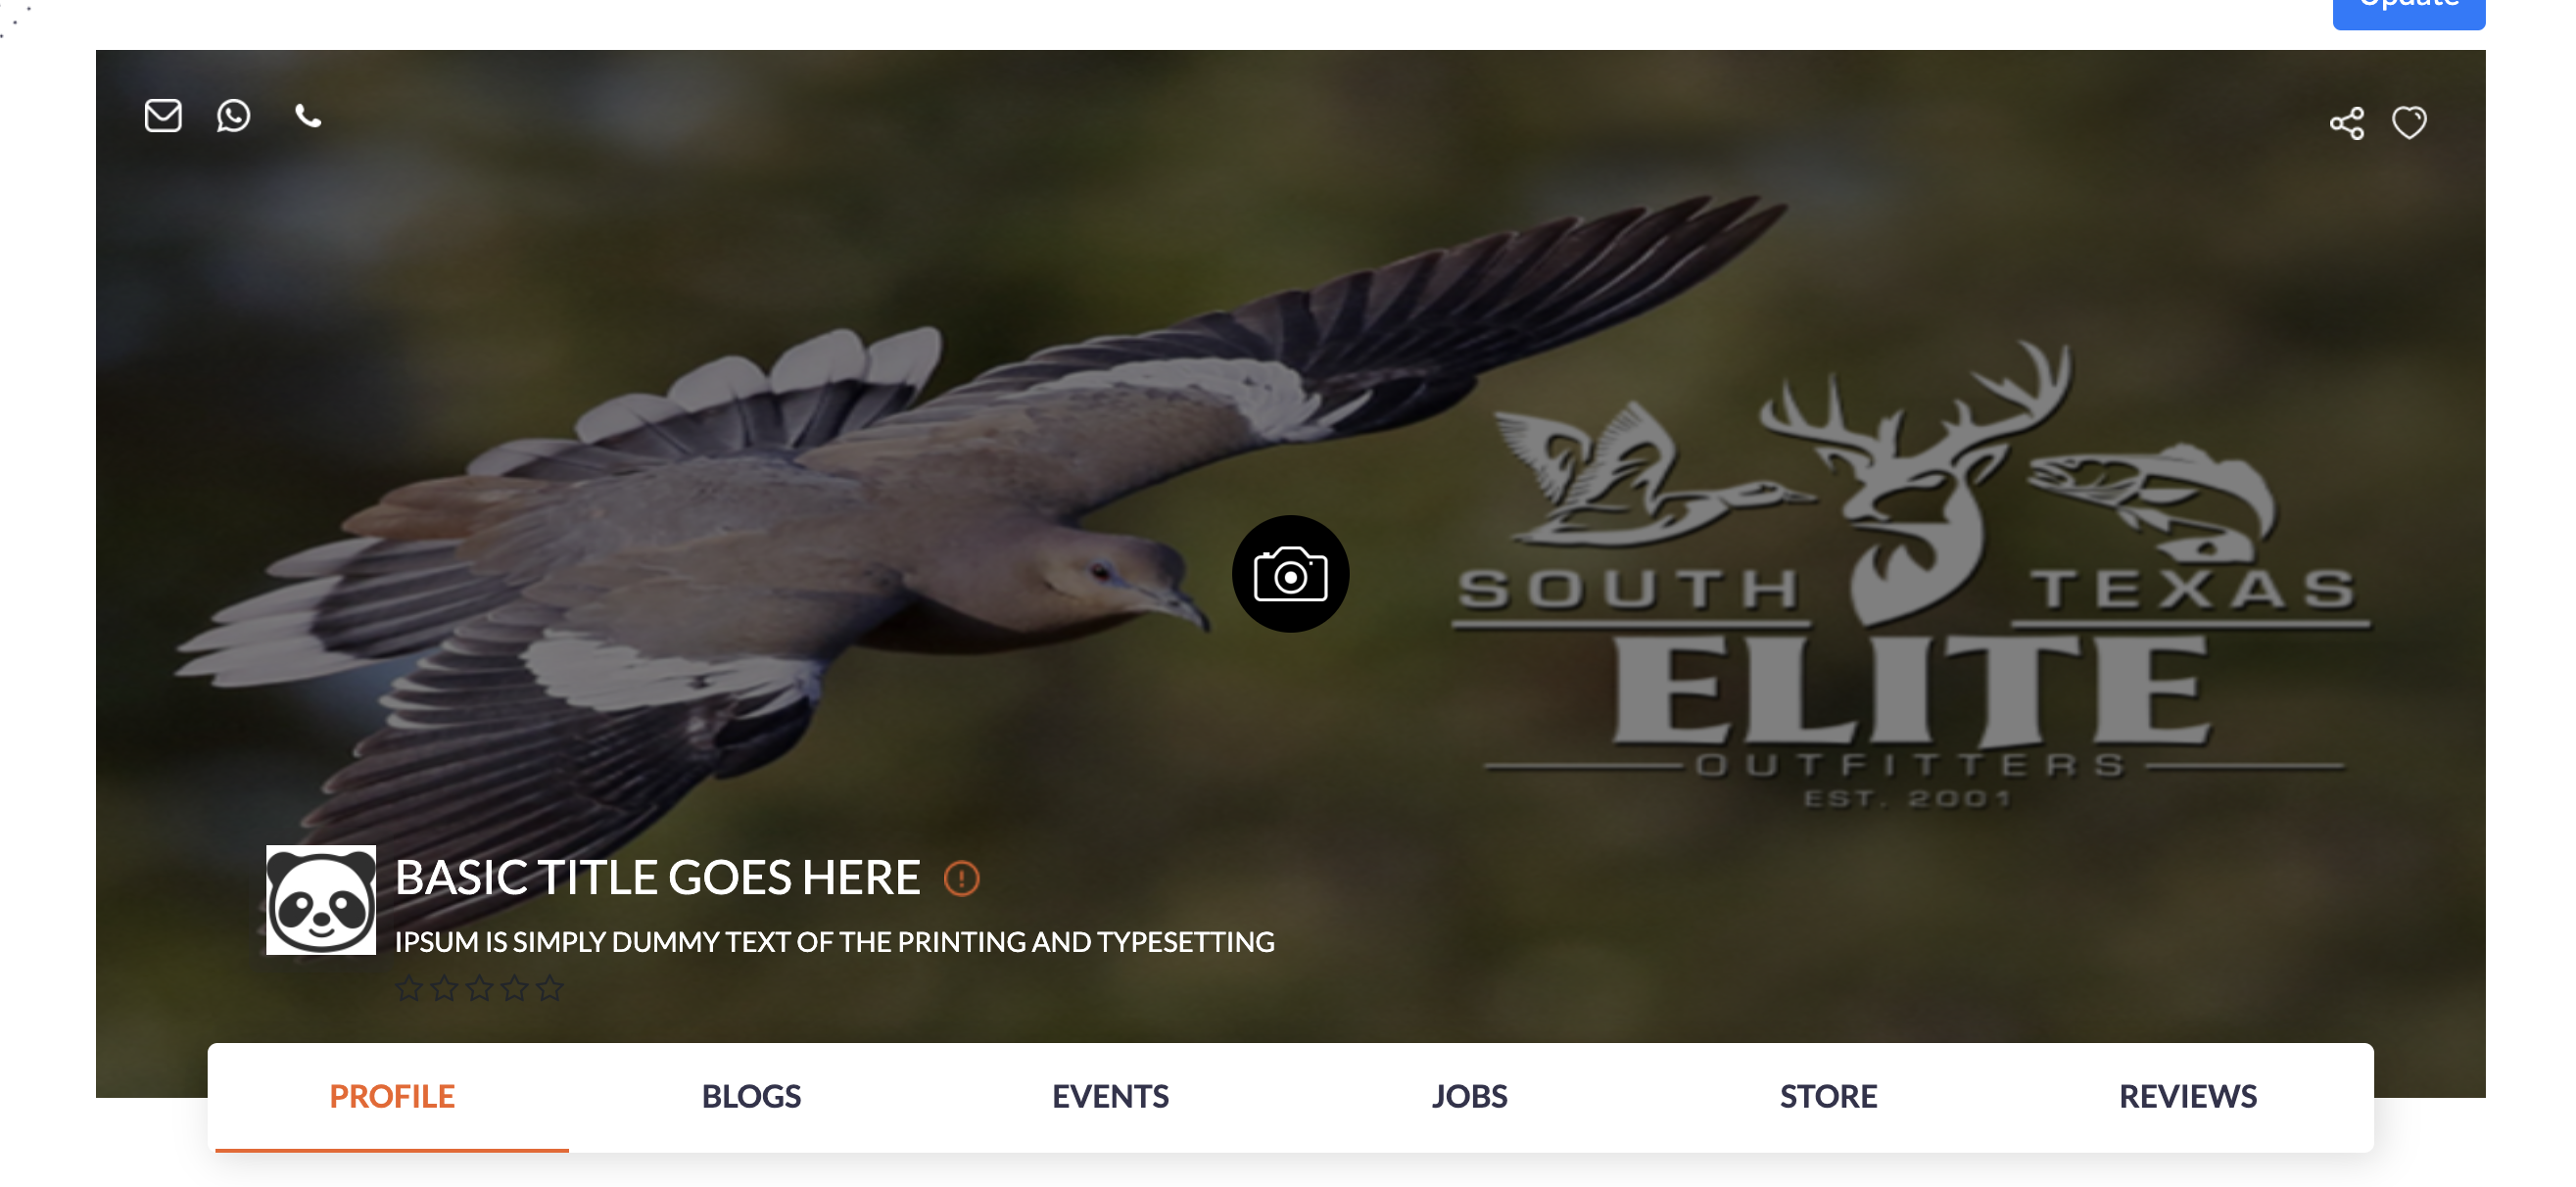 Update
SOUTH TEXAS
ELITE
OUTFITTERS
EST. 2001
BASIC TITLE GOES HERE
IPSUM IS SIMPLY DUMMY TEXT OF THE PRINTING AND TYPESETTING
PROFILE BLOGS EVENTS JOBS STORE REVIEWS